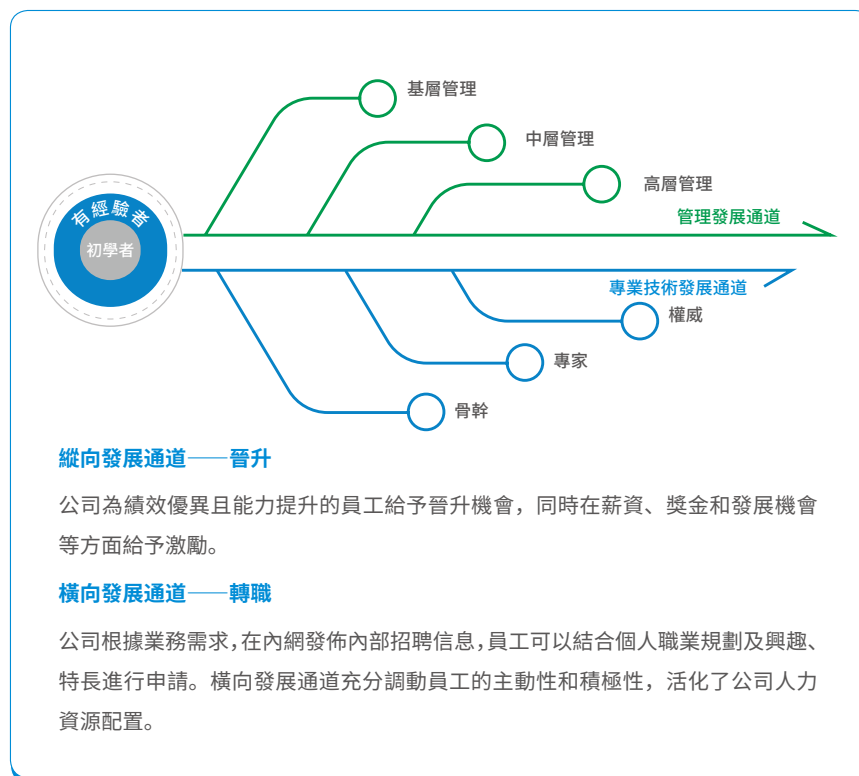 基層管理
中層管理
高層管理
管理發展通道
有經驗者
初學者
專業技術發展通道
權威
專家
骨幹
縱向發展通道——晉升
公司為績效優異且能力提升的員工給予晉升機會，同時在薪資、獎金和發展機會
等方面給予激勵。
橫向發展通道——轉職
公司根據業務需求，在內網發佈內部招聘信息，員工可以結合個人職業規劃及興趣、
特長進行申請。橫向發展通道充分調動員工的主動性和積極性，活化了公司人力
資源配置。